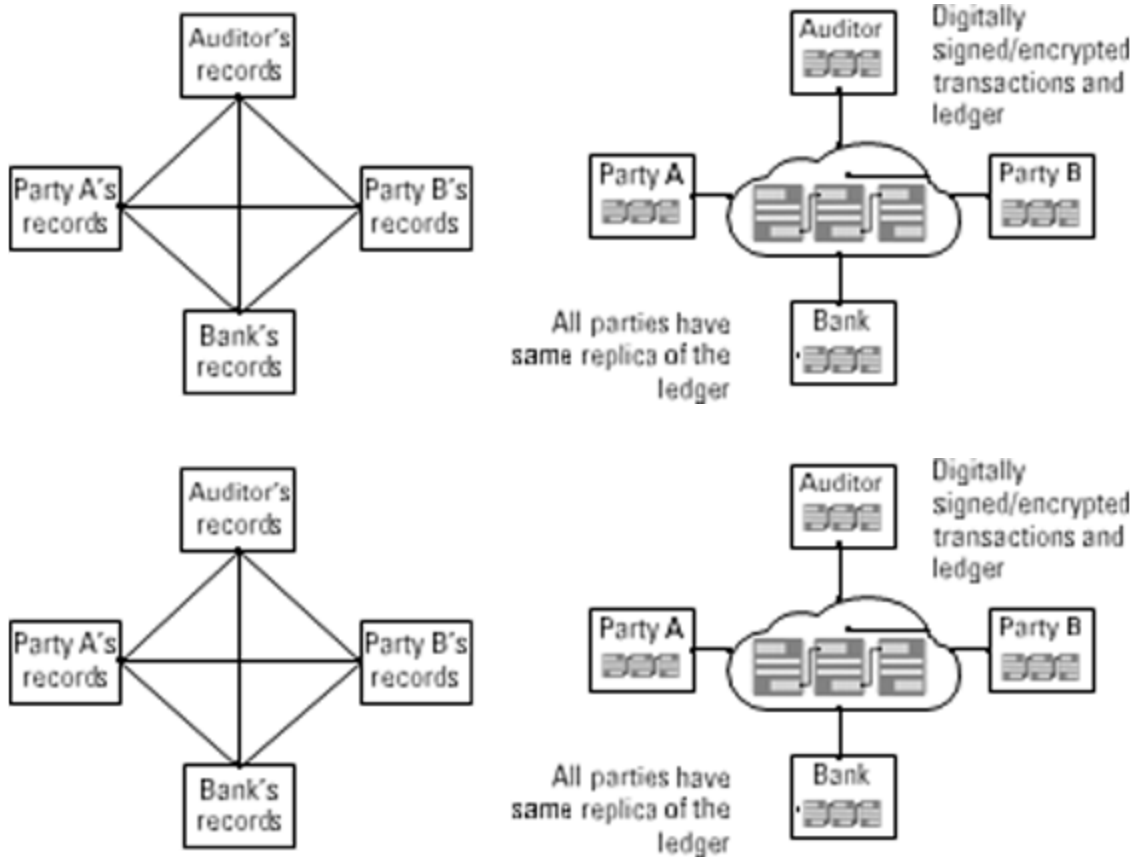 Auditor's
records
Party A's
records
Party B's
records
Bank's
records
Auditor
Digitally
signed/encrypted
transactions and
ledger
Party A
Party B
Bank
All parties have
same replica of the
ledger
Auditor's
records
Party A's
records
Party B's
records
Bank's
records
Auditor
Digitally
signed/encrypted
transactions and
ledger
Party A
Party B
Bank
All parties have
same replica of the
ledger